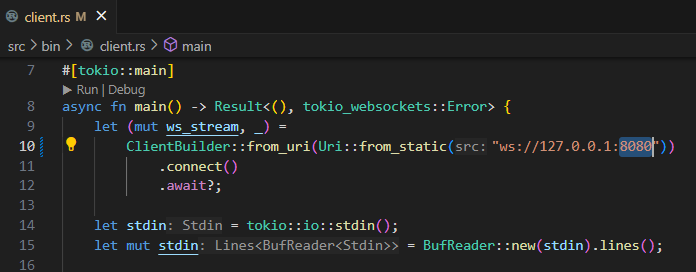 client.rs M ×
src > bin > client.rs > main
7 #[tokio::main]
▶ Run | Debug
8 async fn main() -> Result<(), tokio_websockets::Error> {
9 let (mut ws_stream, _) =
10 ClientBuilder::from_uri(Uri::from_static(src: "ws://127.0.0.1:8080"))
11 .connect()
12 .await?;
13
14 let stdin: Stdin = tokio::io::stdin();
15 let mut stdin: Lines<BufReader<Stdin>> = BufReader::new(stdin).lines();
16